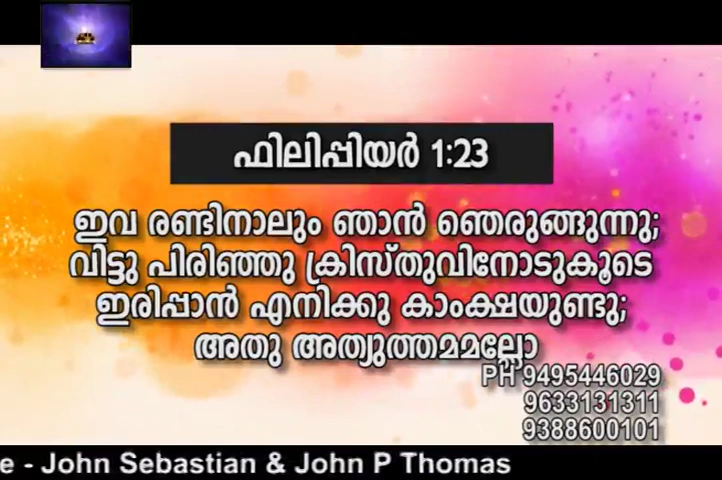 ഫിലിപ്പിയർ 1:23
ഇവ രണ്ടിനാലും ഞാൻ ഞെരുങ്ങുന്നു;
വിട്ടു പിരിഞ്ഞു ക്രിസ്തുവിനോടുകൂടെ
ഇരിപ്പാൻ എനിക്കു കാംക്ഷയുണ്ടു;
അതു അത്യുത്തമമല്ലോ
PH 9495446029
9633131311
9388600101
e - John Sebastian & John P Thomas